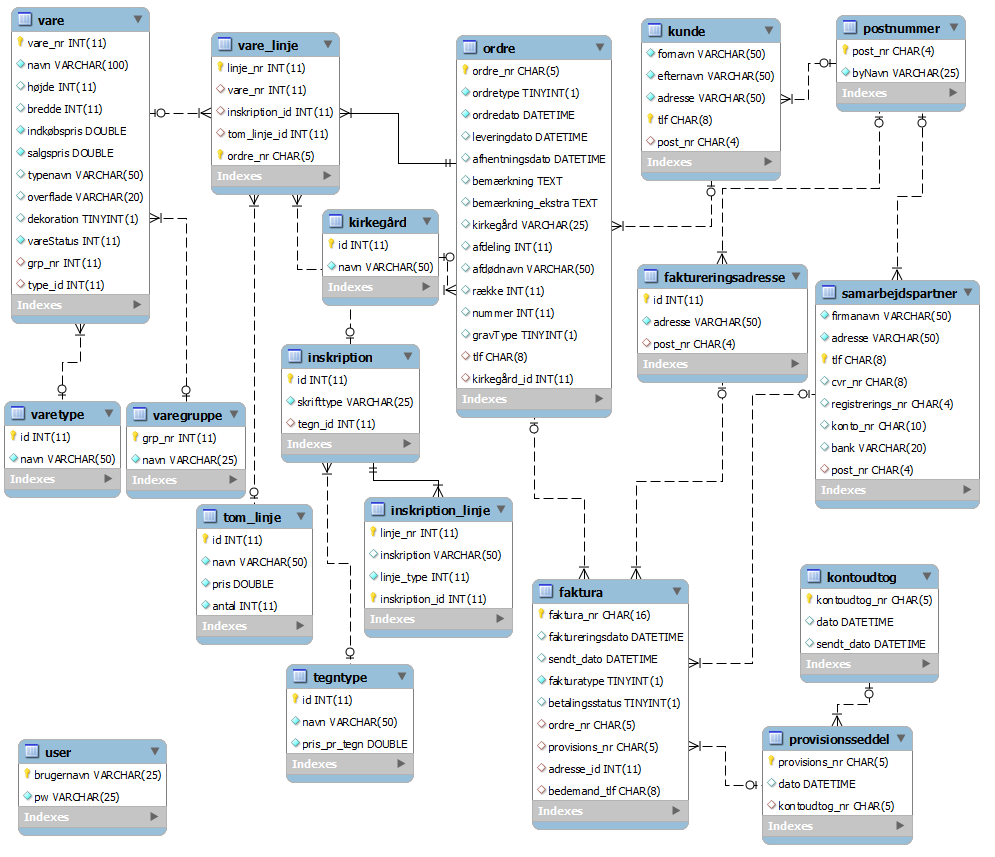 vare
vare_nr INT(11)
navn VARCHAR(100)
højde INT(11)
bredde INT(11)
indkøbspris DOUBLE
salgspris DOUBLE
typenavn VARCHAR(50)
overflade VARCHAR(20)
dekoration TINYINT(1)
vareStatus INT(11)
grp_nr INT(11)
type_id INT(11)
Indexes
vare_linje
linje_nr INT(11)
vare_nr INT(11)
inskription_id INT(11)
tom_linje_id INT(11)
ordre_nr CHAR(5)
Indexes
ordre
ordre_nr CHAR(5)
ordretype TINYINT(1)
ordredato DATETIME
leveringdato DATETIME
afhentningsdato DATETIME
bemærkning TEXT
bemærkning_ekstra TEXT
kirkegård VARCHAR(25)
afdeling INT(11)
afdødnavn VARCHAR(50)
række INT(11)
nummer INT(11)
gravType TINYINT(1)
tlf CHAR(8)
kirkegård_id INT(11)
Indexes
kunde
fornavn VARCHAR(50)
efternavn VARCHAR(50)
adresse VARCHAR(50)
tlf CHAR(8)
post_nr CHAR(4)
Indexes
postnummer
post_nr CHAR(4)
byNavn VARCHAR(25)
Indexes
kirkegård
id INT(11)
navn VARCHAR(50)
Indexes
faktureringsadresse
id INT(11)
adresse VARCHAR(50)
post_nr CHAR(4)
Indexes
samarbejdspartner
firmanavn VARCHAR(50)
adresse VARCHAR(50)
tlf CHAR(8)
cvr_nr CHAR(8)
registrerings_nr CHAR(4)
konto_nr CHAR(10)
bank VARCHAR(20)
post_nr CHAR(4)
Indexes
inskription
id INT(11)
skrifttype VARCHAR(25)
tegn_id INT(11)
Indexes
varetype
id INT(11)
navn VARCHAR(50)
Indexes
varegruppe
grp_nr INT(11)
navn VARCHAR(25)
Indexes
tom_linje
id INT(11)
navn VARCHAR(50)
pris DOUBLE
antal INT(11)
Indexes
inskription_linje
linje_nr INT(11)
inskription VARCHAR(50)
linje_type INT(11)
inskription_id INT(11)
Indexes
faktura
faktura_nr CHAR(16)
faktureringsdato DATETIME
sendt_dato DATETIME
fakturatype TINYINT(1)
betalingsstatus TINYINT(1)
ordre_nr CHAR(5)
provisions_nr CHAR(5)
adresse_id INT(11)
bedemand_tlf CHAR(8)
Indexes
kontoudtog
kontoudtog_nr CHAR(5)
dato DATETIME
sendt_dato DATETIME
Indexes
tegntype
id INT(11)
navn VARCHAR(50)
pris_pr_tegn DOUBLE
Indexes
provisionsseddel
provisions_nr CHAR(5)
dato DATETIME
kontoudtog_nr CHAR(5)
Indexes
user
brugernavn VARCHAR(25)
pw VARCHAR(25)
Indexes